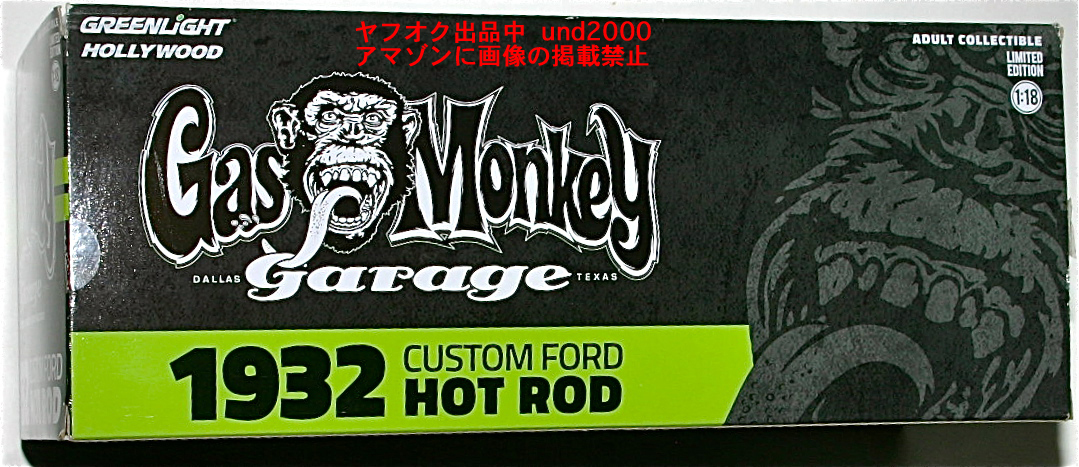 GREENLIGHT
HOLLYWOOD
ヤフオク出品中 und2000
アマゾンに画像の掲載禁止
ADULT COLLECTIBLE
LIMITED
EDITION
1:18
Gas Monkey
DALLAS Garage TEXAS
1932 CUSTOM FORD
HOT ROD
FORD
ROD